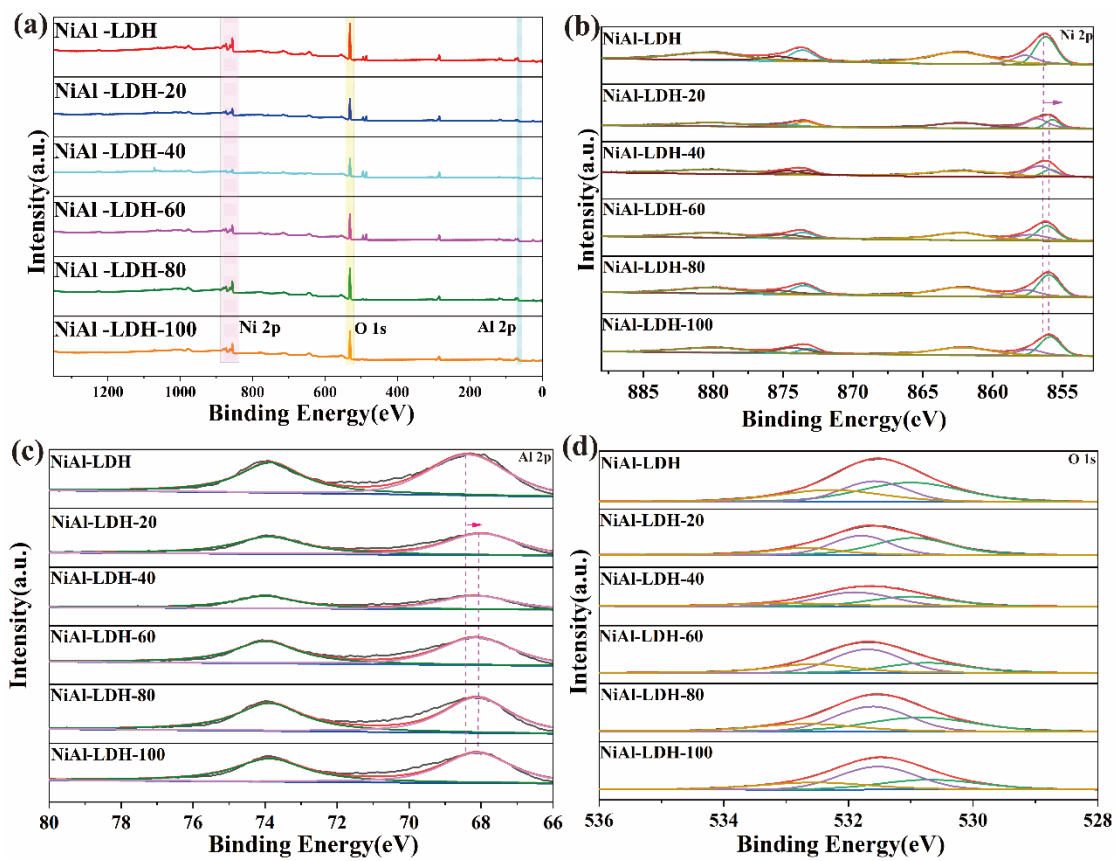 (a)
NiAl -LDH
NiAl -LDH-20
NiAl -LDH-40
NiAl -LDH-60
NiAl -LDH-80
NiAl -LDH-100
Ni 2p
O 1s
Al 2p
Intensity(a.u.)
1200 1000 800 600 400 200 0
Binding Energy(eV)
(b)
Ni 2p
NiAl-LDH
NiAl-LDH-20
NiAl-LDH-40
NiAl-LDH-60
NiAl-LDH-80
NiAl-LDH-100
Intensity(a.u.)
885 880 875 870 865 860 855
Binding Energy(eV)
(c)
Al 2p
NiAl-LDH
NiAl-LDH-20
NiAl-LDH-40
NiAl-LDH-60
NiAl-LDH-80
NiAl-LDH-100
Intensity(a.u.)
80 78 76 74 72 70 68 66
Binding Energy(eV)
(d)
O 1s
NiAl-LDH
NiAl-LDH-20
NiAl-LDH-40
NiAl-LDH-60
NiAl-LDH-80
NiAl-LDH-100
Intensity(a.u.)
536 534 532 530 528
Binding Energy(eV)